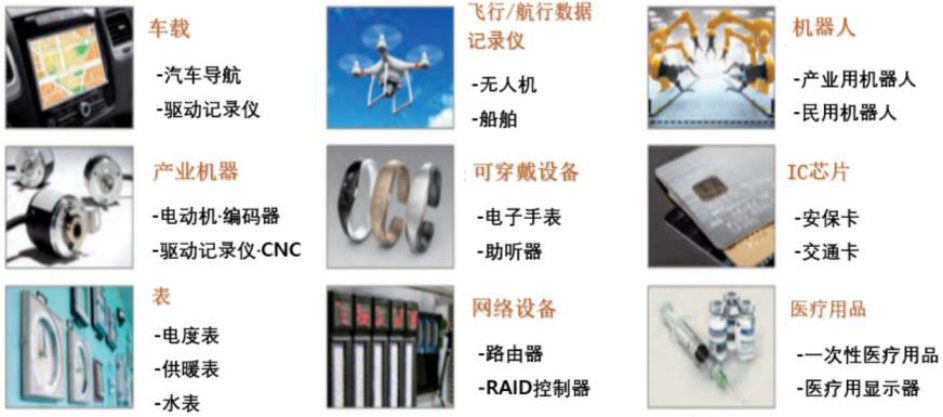 车载
-汽车导航
-驱动记录仪
飞行/航行数据
记录仪
-无人机
-船舶
机器人
-产业用机器人
-民用机器人
产业机器
-电动机·编码器
-驱动记录仪·CNC
可穿戴设备
-电子手表
-助听器
IC芯片
-安保卡
-交通卡
表
-电度表
-供暖表
-水表
网络设备
-路由器
-RAID控制器
医疗用品
-一次性医疗用品
-医疗用显示器